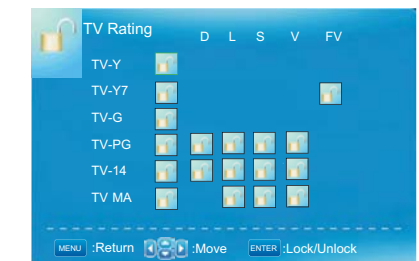 TV Rating D L S V FV
TV-Y
TV-Y7
TV-G
TV-PG
TV-14
TV MA
MENU :Return :Move ENTER :Lock/Unlock